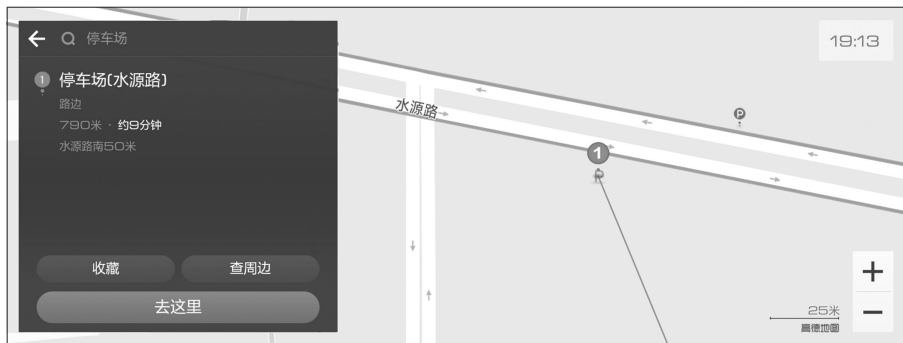 停车场
19:13
1 停车场(水源路)
路边
790米 · 约9分钟
水源路南50米
收藏
查周边
去这里
水源路
P
1
P
+
25米
高德地圖
−